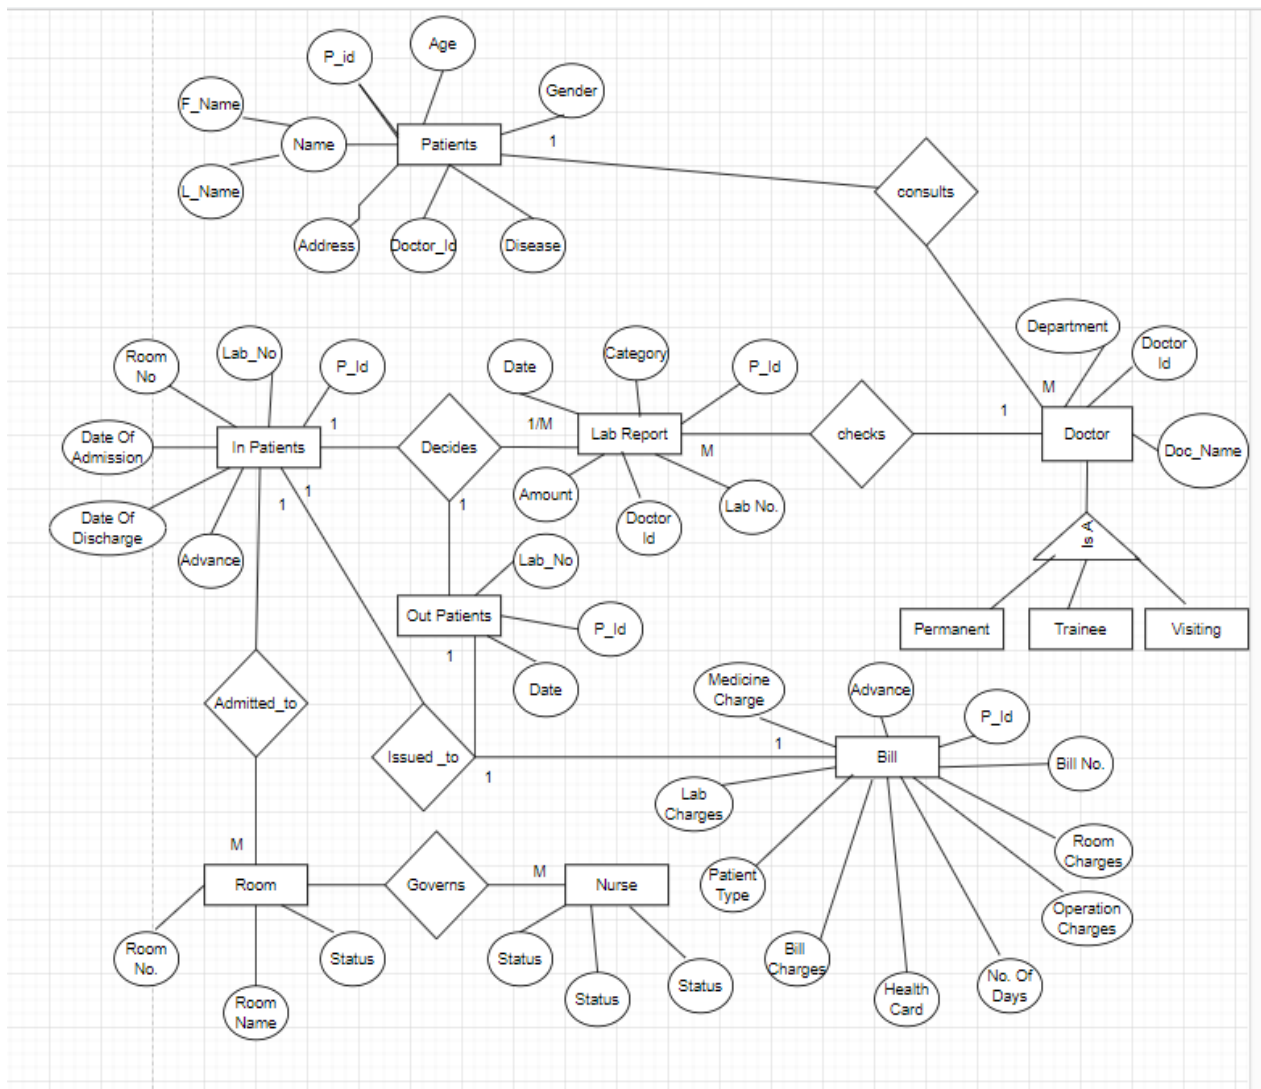 Age
P_id
Gender
F_Name
Name
Patients
1
L_Name
consults
Address
Doctor_Id
Disease
Department
Doctor
Id
Lab_No
Category
Room
No
P_Id
Date
P_Id
M
1
1/M
1
Date Of
Admission
In Patients
Decides
Lab Report
checks
Doctor
M
Doc_Name
1
1
1
Amount
Lab No.
Date Of
Discharge
Doctor
Id
Is A
Advance
Lab_No
Out Patients
P_Id
Permanent
Trainee
Visiting
1
Date
Medicine
Charge
Advance
Admitted_to
P_Id
1
Issued _to
Bill
Bill No.
1
Lab
Charges
M
Room
Charges
Room
Governs
M
Nurse
Patient
Type
Operation
Charges
Room
No.
Status
Status
Status
Status
Bill
Charges
Health
Card
No. Of
Days
Room
Name